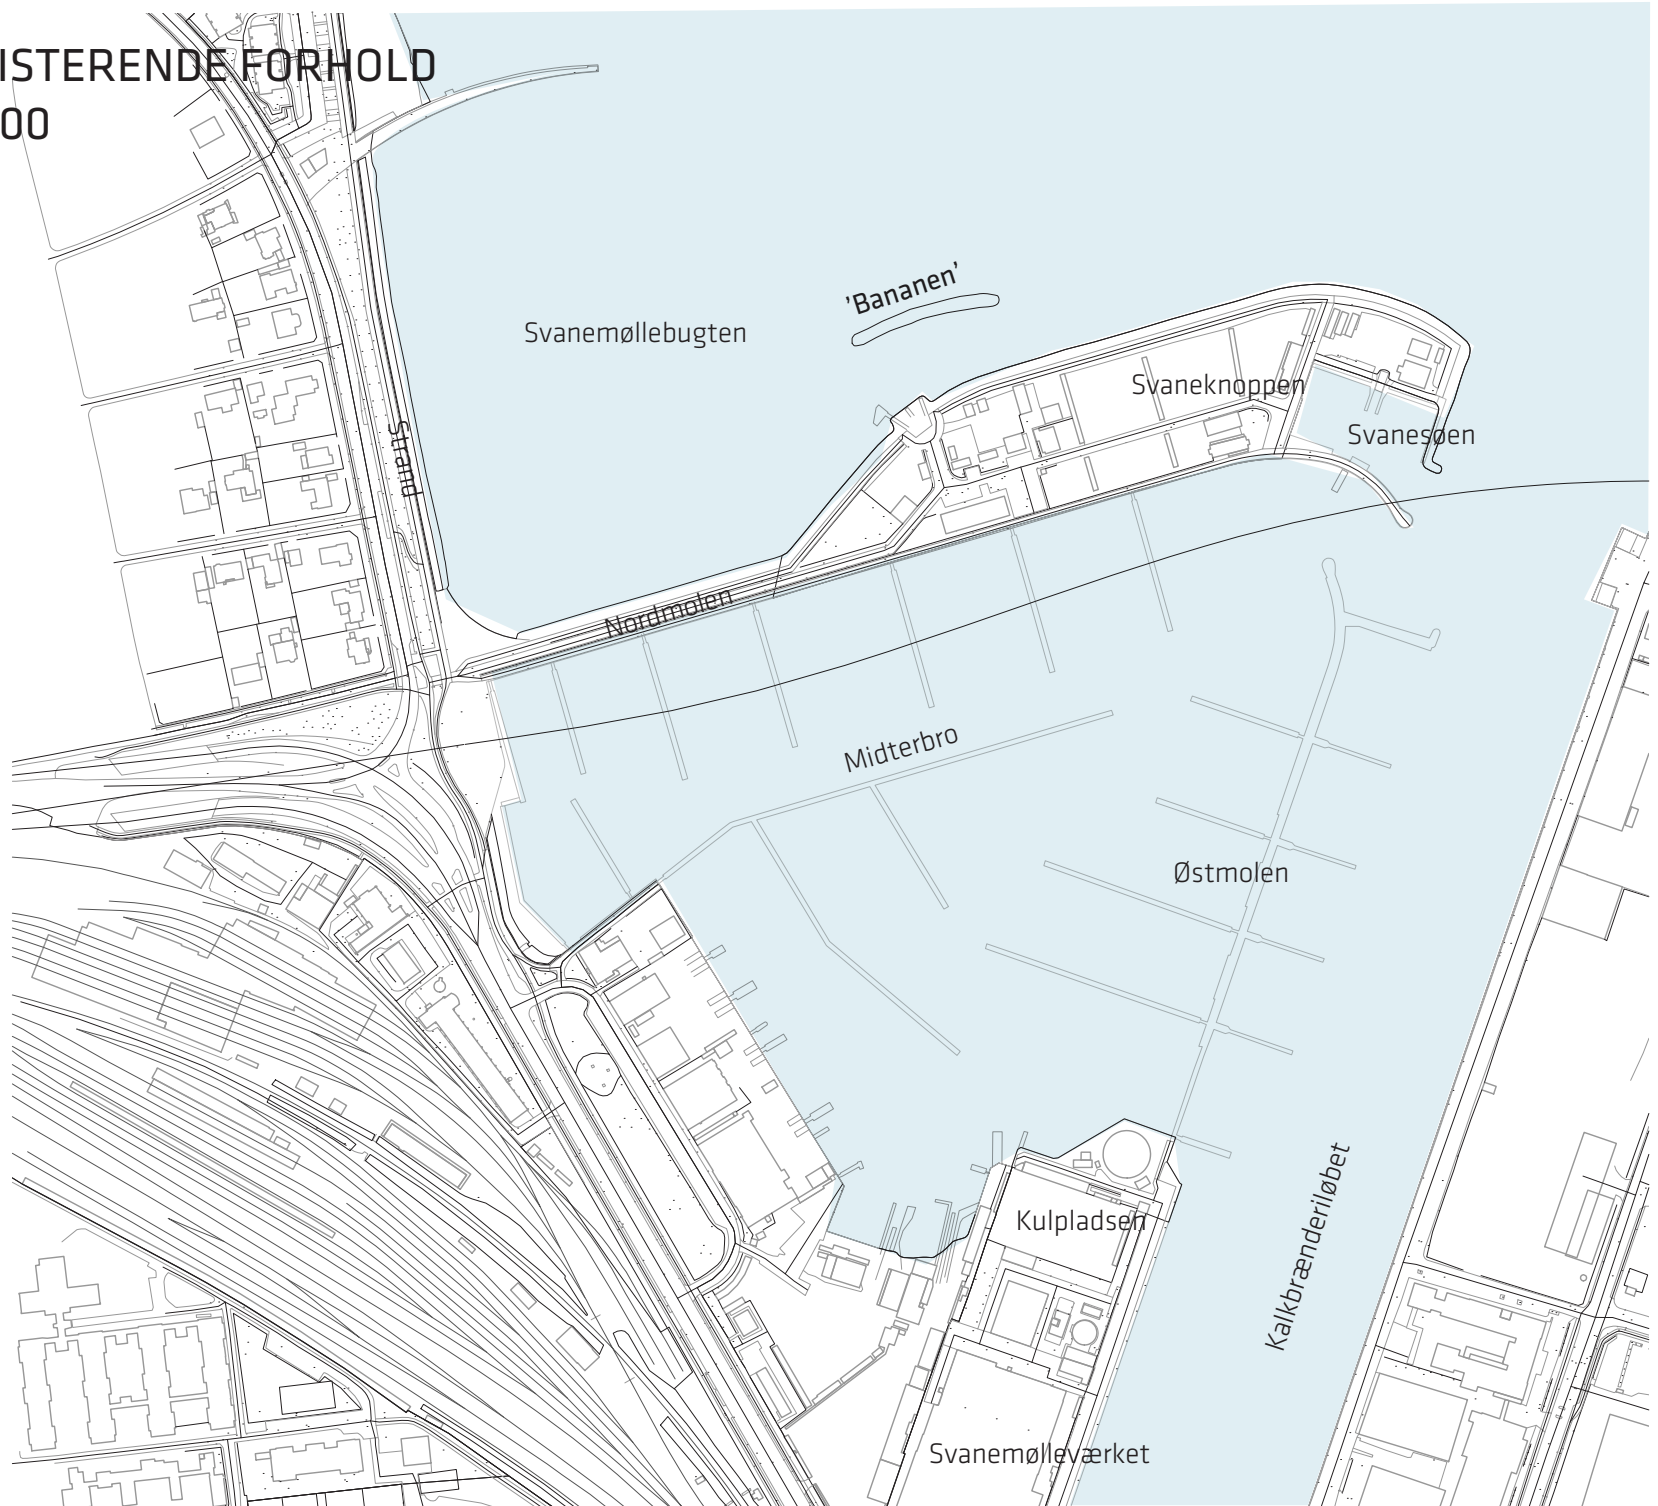 ISTERENDE FORHOLD
00
'Bananen'
Svanemøllebugten
Svaneknoppen
Svanesøen
Strand
Nordmolen
Midterbro
Østmolen
Kulpladsen
Kalkbrænderiløbet
Svanemølleværket